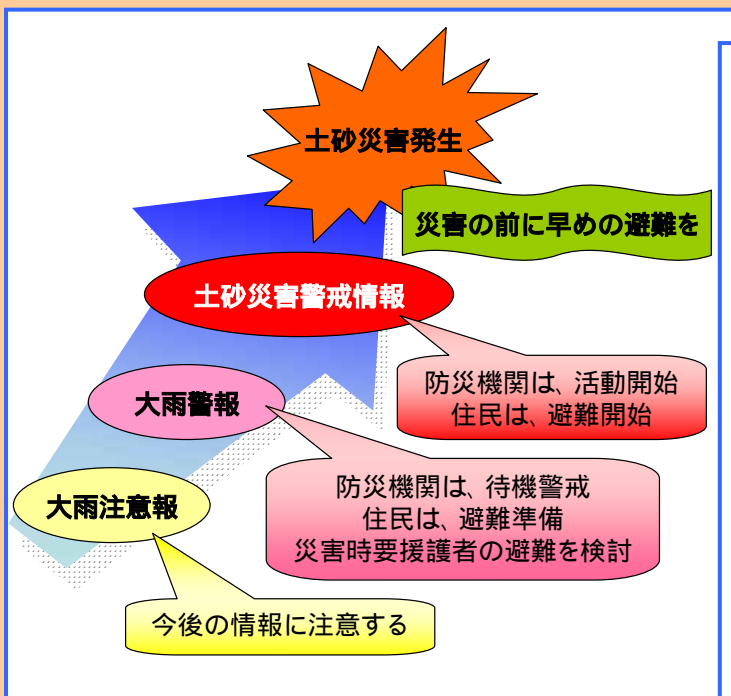 土砂災害発生
災害の前に早めの避難を
土砂災害警戒情報
防災機関は、活動開始
住民は、避難開始
大雨警報
防災機関は、待機警戒
住民は、避難準備
災害時要援護者の避難を検討
大雨注意報
今後の情報に注意する